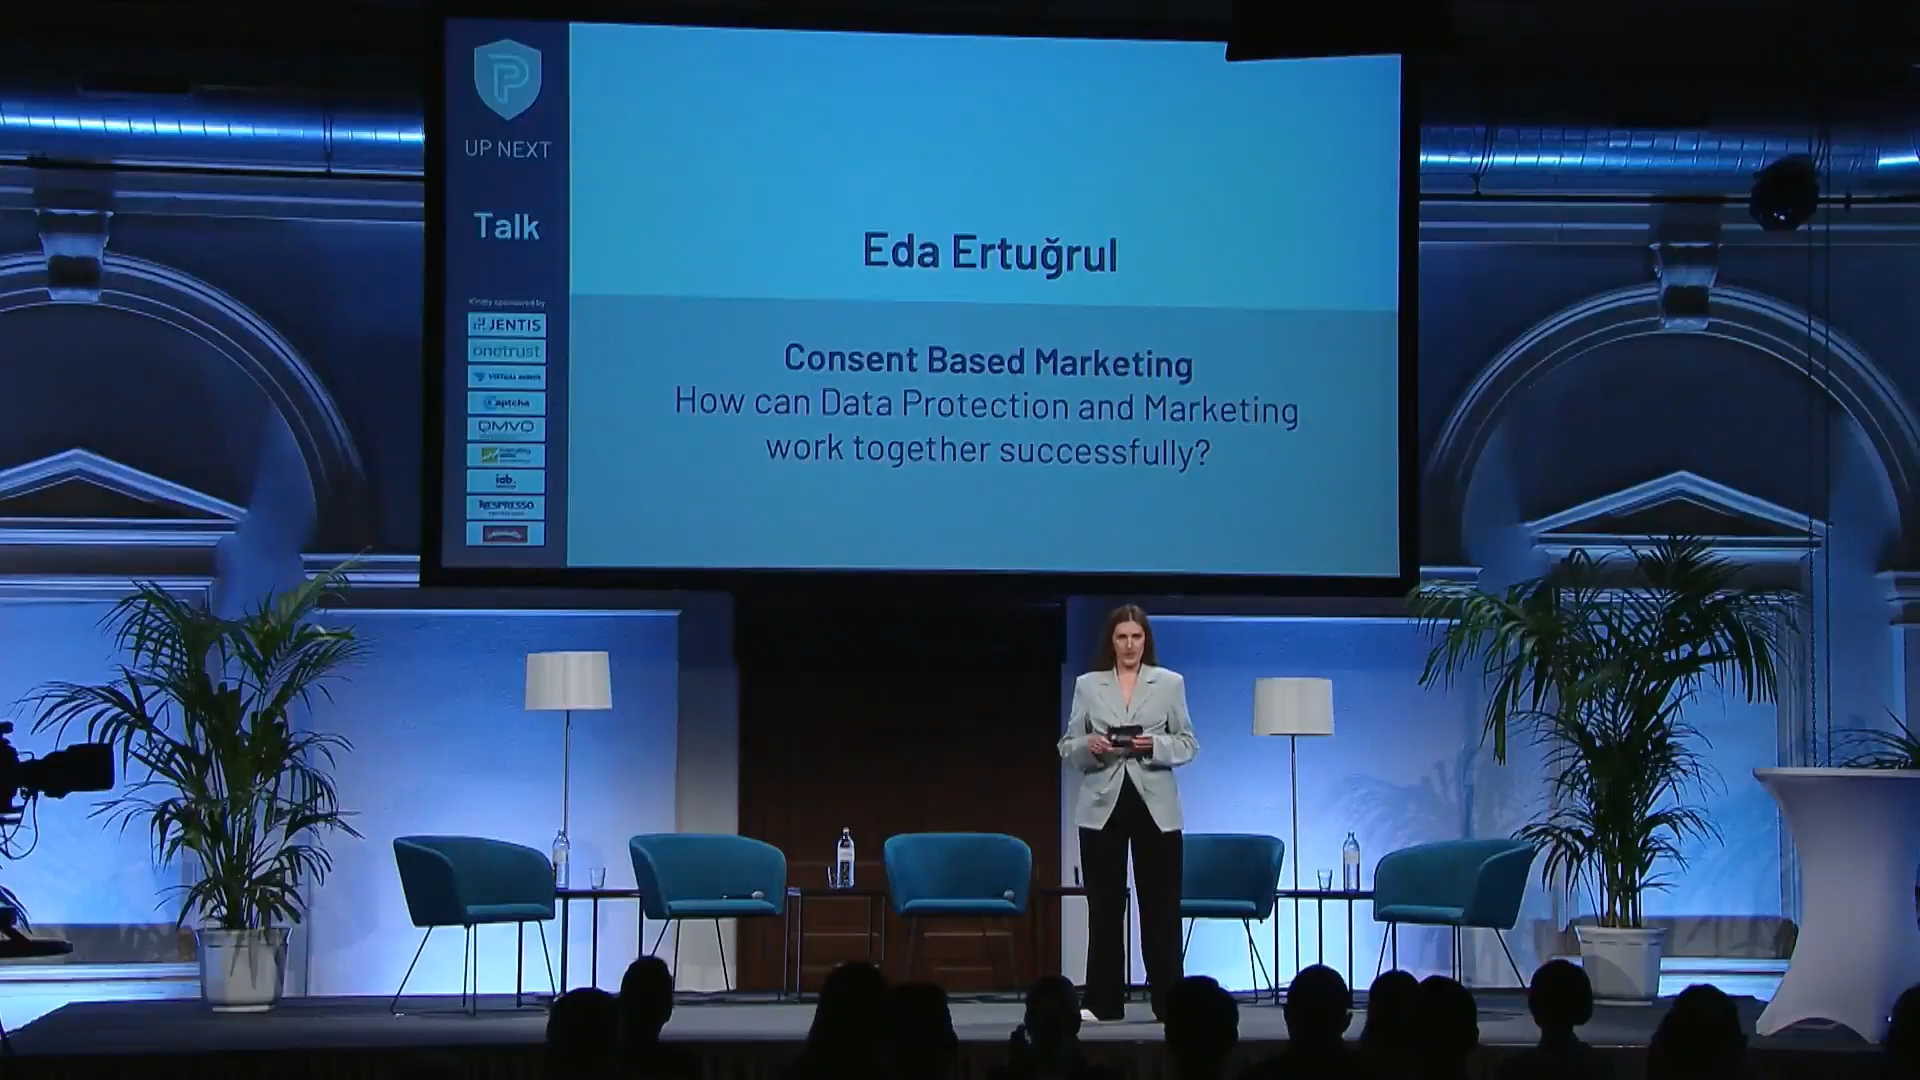 UP NEXT
Talk
Kindly sponsored by
JENTIS
onetrust
Captcha
DMVÖ
iab.
NESPRESSO
Eda Ertuğrul
Consent Based Marketing
How can Data Protection and Marketing
work together successfully?